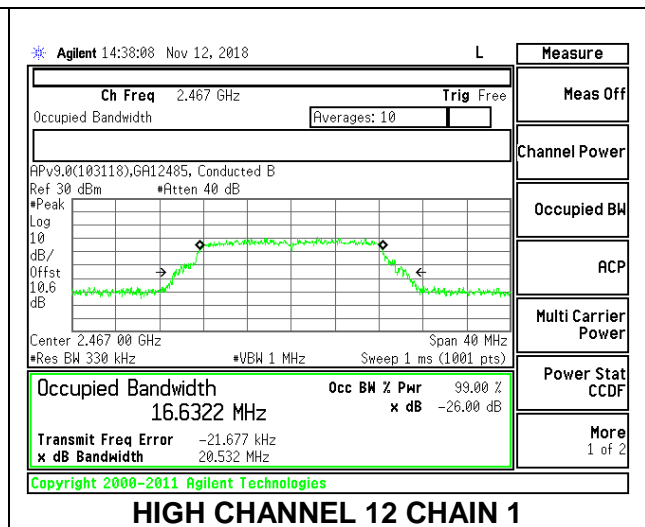 Agilent 14:38:08 Nov 12, 2018 L
Measure
Ch Freq 2.467 GHz Trig Free
Meas Off
Occupied Bandwidth Averages: 10
Channel Power
APv9.0(103118),GA12485, Conducted B
Ref 30 dBm #Atten 40 dB
#Peak
Log
10
dB/
Offst
10.6
dB
Occupied BW
ACP
Multi Carrier
Power
Center 2.467 00 GHz Span 40 MHz
#Res BW 330 kHz #VBW 1 MHz Sweep 1 ms (1001 pts)
Power Stat
CCDF
Occupied Bandwidth Occ BW % Pwr 99.00 %
16.6322 MHz x dB -26.00 dB
Transmit Freq Error -21.677 kHz
x dB Bandwidth 20.532 MHz
More
1 of 2
Copyright 2000-2011 Agilent Technologies
HIGH CHANNEL 12 CHAIN 1